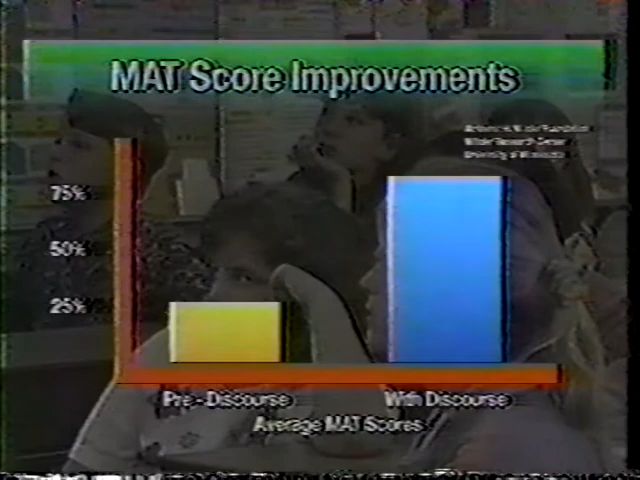 MAT Score Improvements
75%
50%
25%
Pre - Discourse
With Discourse
Average MAT Scores